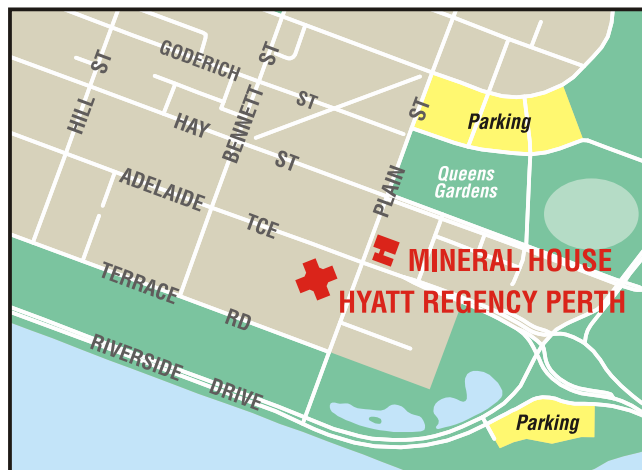 GODERICH ST
HILL ST
BENNETT ST
HAY ST
PLAIN ST
Parking
Queens
Gardens
ADELAIDE TCE
MINERAL HOUSE
HYATT REGENCY PERTH
TERRACE RD
RIVERSIDE DRIVE
Parking